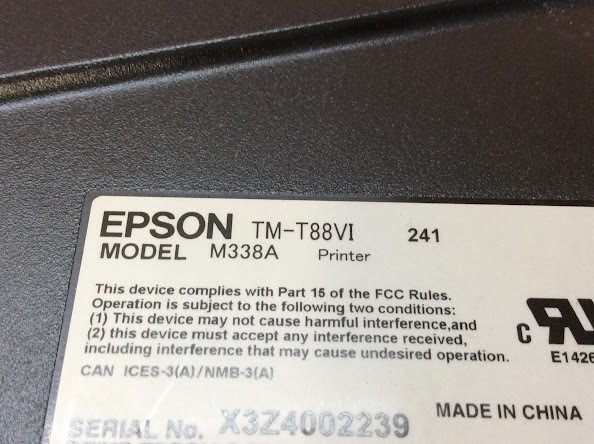 EPSON TM-T88VI 241
MODEL M338A Printer
This device complies with Part 15 of the FCC Rules.
Operation is subject to the following two conditions:
(1) This device may not cause harmful interference,and
(2) this device must accept any interference received,
including interference that may cause undesired operation.
c RU
E1426
CAN ICES-3(A)/NMB-3(A)
SERIAL No. X3Z4002239 MADE IN CHINA